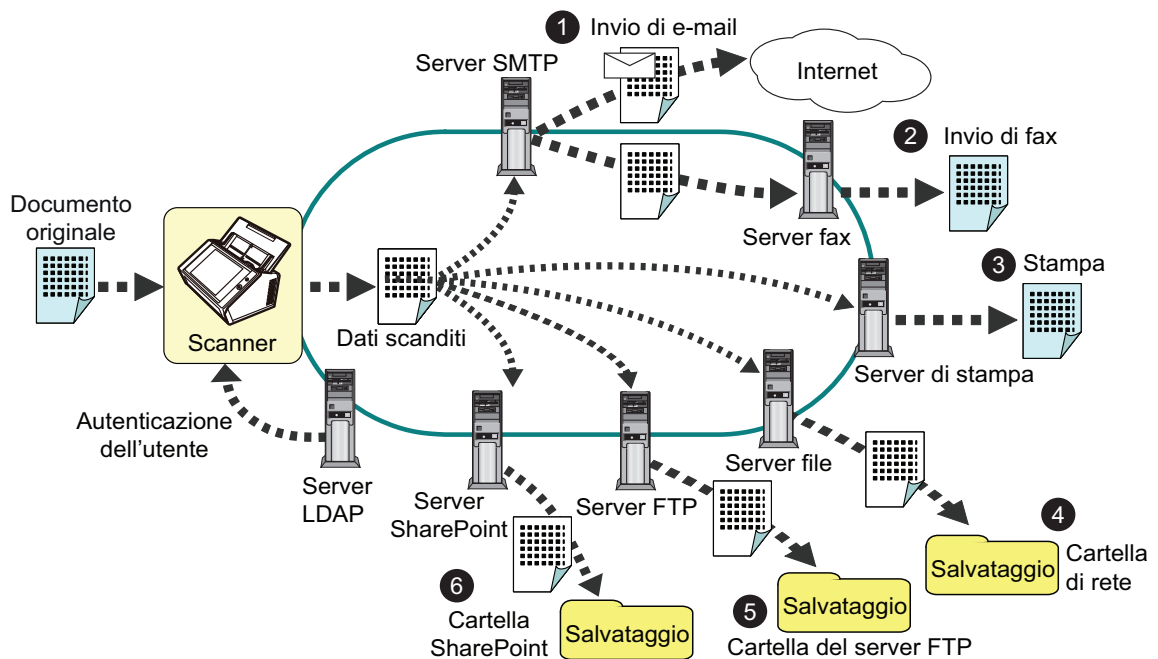 1 Invio di e-mail
Server SMTP
Internet
2 Invio di fax
Documento
originale
Server fax
3 Stampa
Scanner
Dati scanditi
Server di stampa
Autenticazione
dell'utente
Server
LDAP
Server
SharePoint
Server FTP
Server file
4 Cartella
di rete
Salvataggio
5 Cartella del server FTP
Salvataggio
6 Cartella
SharePoint
Salvataggio